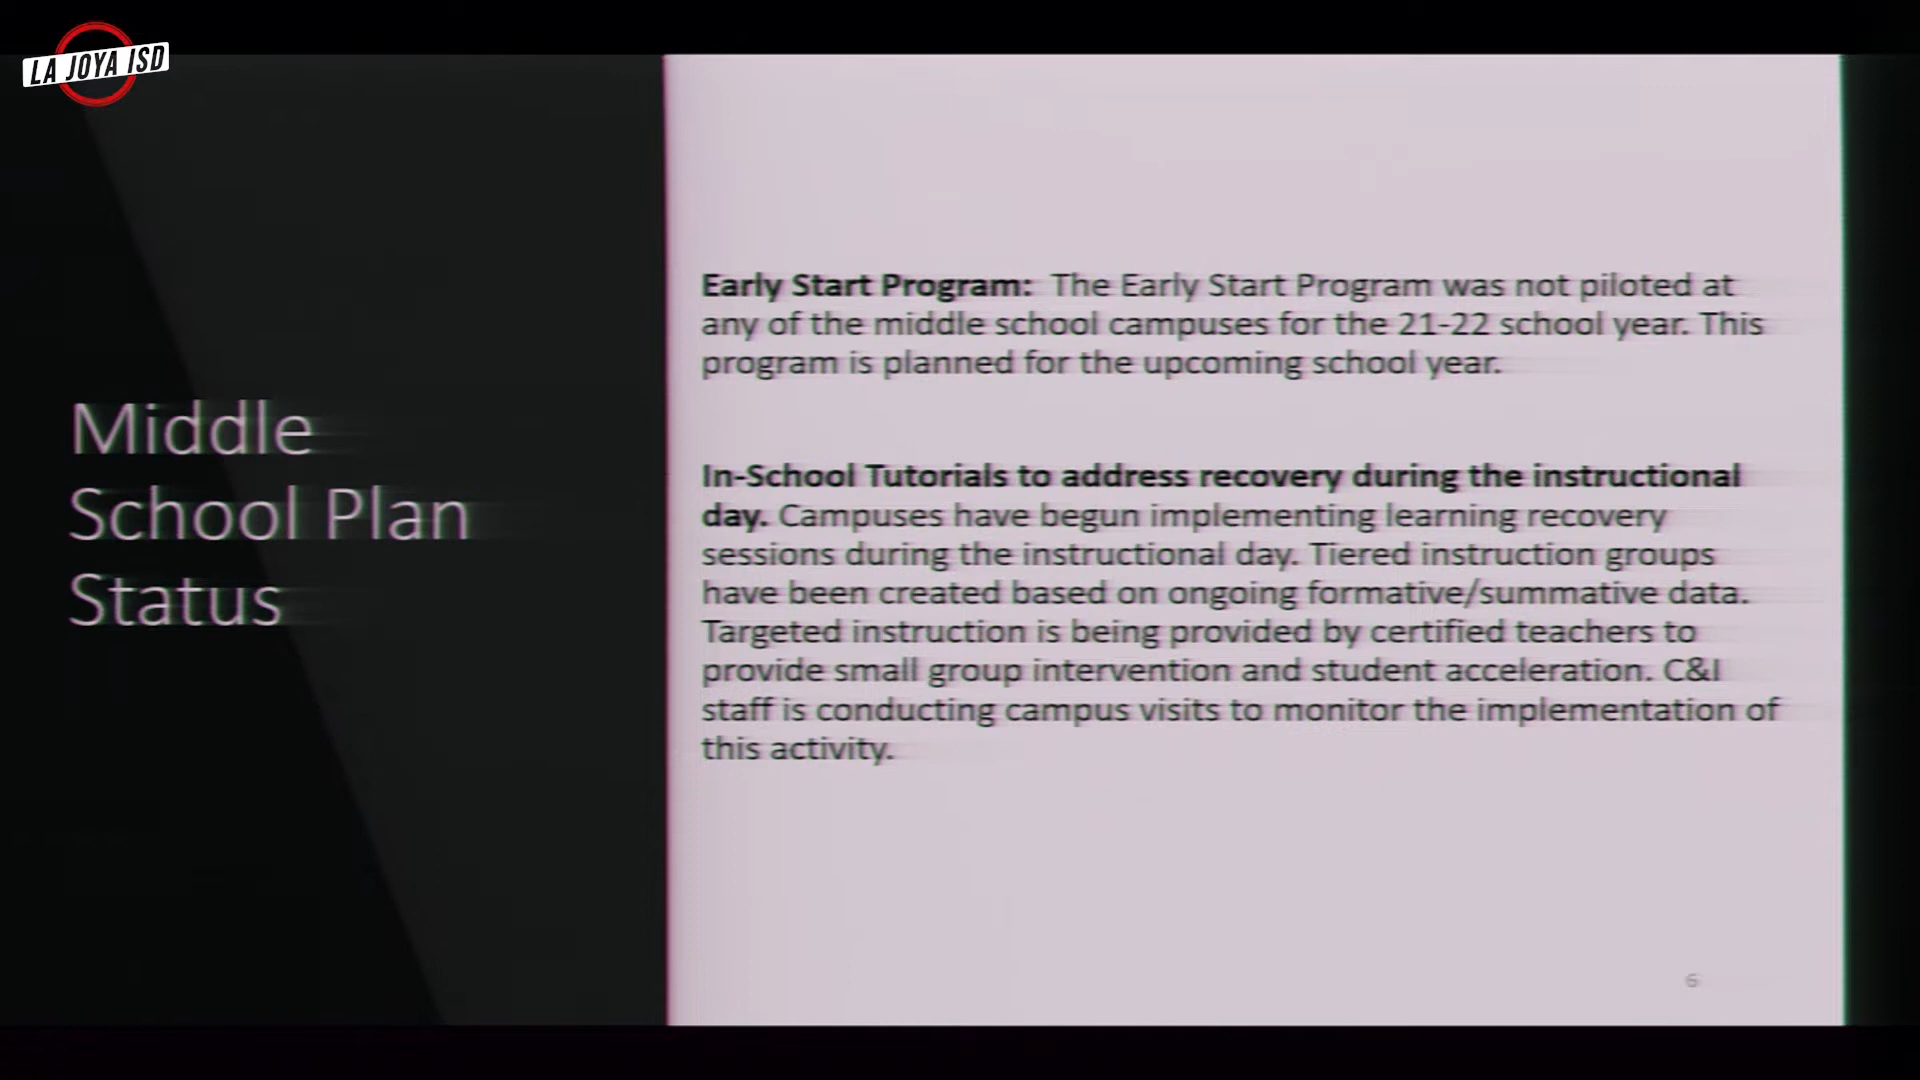 LA JOYA ISD
Middle
School Plan
Status
Early Start Program: The Early Start Program was not piloted at
any of the middle school campuses for the 21-22 school year. This
program is planned for the upcoming school year.
In-School Tutorials to address recovery during the instructional
day. Campuses have begun implementing learning recovery
sessions during the instructional day. Tiered instruction groups
have been created based on ongoing formative/summative data.
Targeted instruction is being provided by certified teachers to
provide small group intervention and student acceleration. C&I
staff is conducting campus visits to monitor the implementation of
this activity.
6